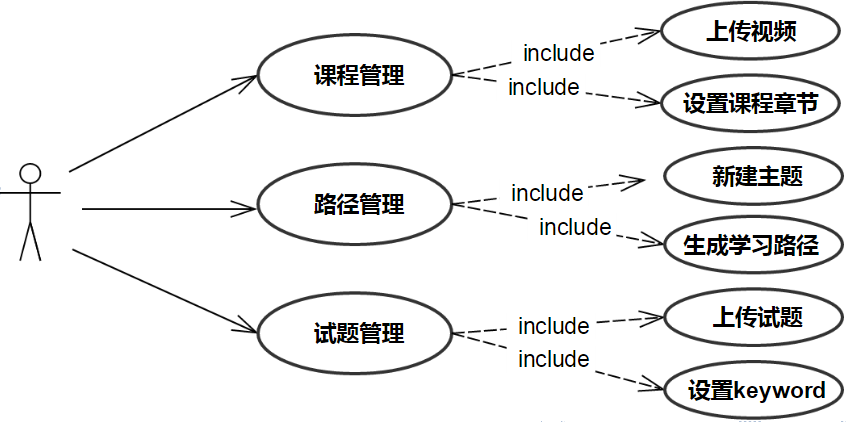 上传视频
include
课程管理
include
设置课程章节
新建主题
include
路径管理
include
生成学习路径
上传试题
include
试题管理
include
设置keyword